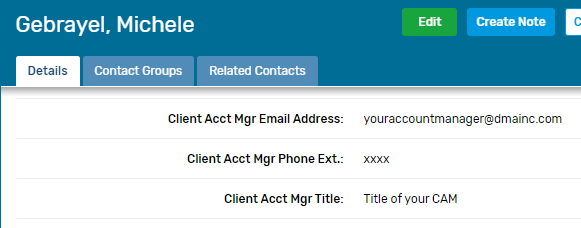 Gebrayel, Michele
Edit
Create Note
C
Details
Contact Groups
Related Contacts
Client Acct Mgr Email Address: youraccountmanager@dmainc.com
Client Acct Mgr Phone Ext.: xxxx
Client Acct Mgr Title: Title of your CAM